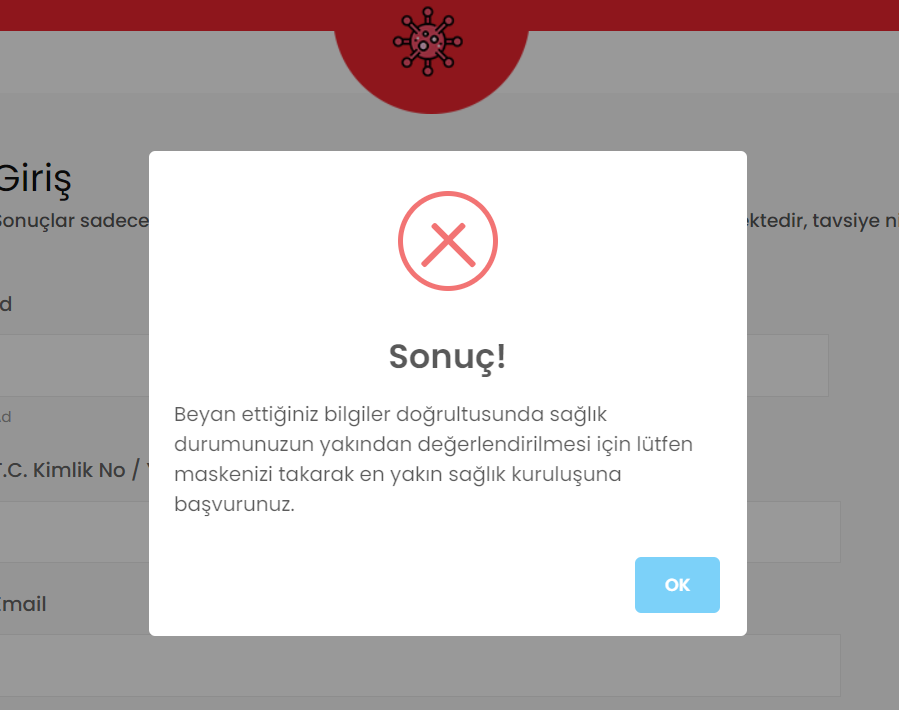 Giriş
Sonuçlar sadece
ektedir, tavsiye
Sonuç!
Beyan ettiğiniz bilgiler doğrultusunda sağlık
durumunuzun yakından değerlendirilmesi için lütfen
maskenizi takarak en yakın sağlık kuruluşuna
başvurunuz.
T.C. Kimlik No /
OK
Email